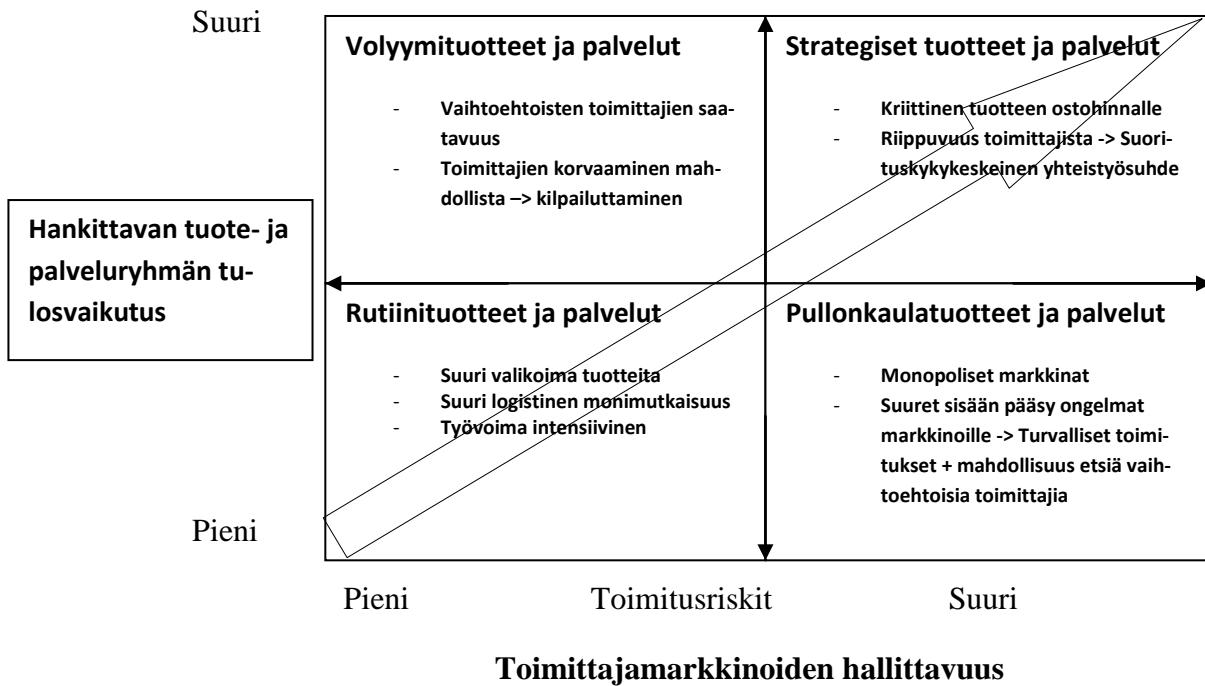 Suuri
Volyymituotteet ja palvelut
- Vaihtoehtoisten toimittajien saa-
tavuus
- Toimittajien korvaaminen mah-
dollista –> kilpailuttaminen
Strategiset tuotteet ja palvelut
- Kriittinen tuotteen ostohinnalle
- Riippuvuus toimittajista -> Suori-
tuskykykeskeinen yhteistyösuhde
Hankittavan tuote- ja
palveluryhmän tu-
losvaikutus
Rutiinituotteet ja palvelut
- Suuri valikoima tuotteita
- Suuri logistinen monimutkaisuus
- Työvoima intensiivinen
Pullonkaulatuotteet ja palvelut
- Monopoliset markkinat
- Suuret sisään pääsy ongelmat
markkinoille -> Turvalliset toimi-
tukset + mahdollisuus etsiä vaih-
toehtoisia toimittajia
Pieni
Pieni Toimitusriskit Suuri
Toimittajamarkkinoiden hallittavuus